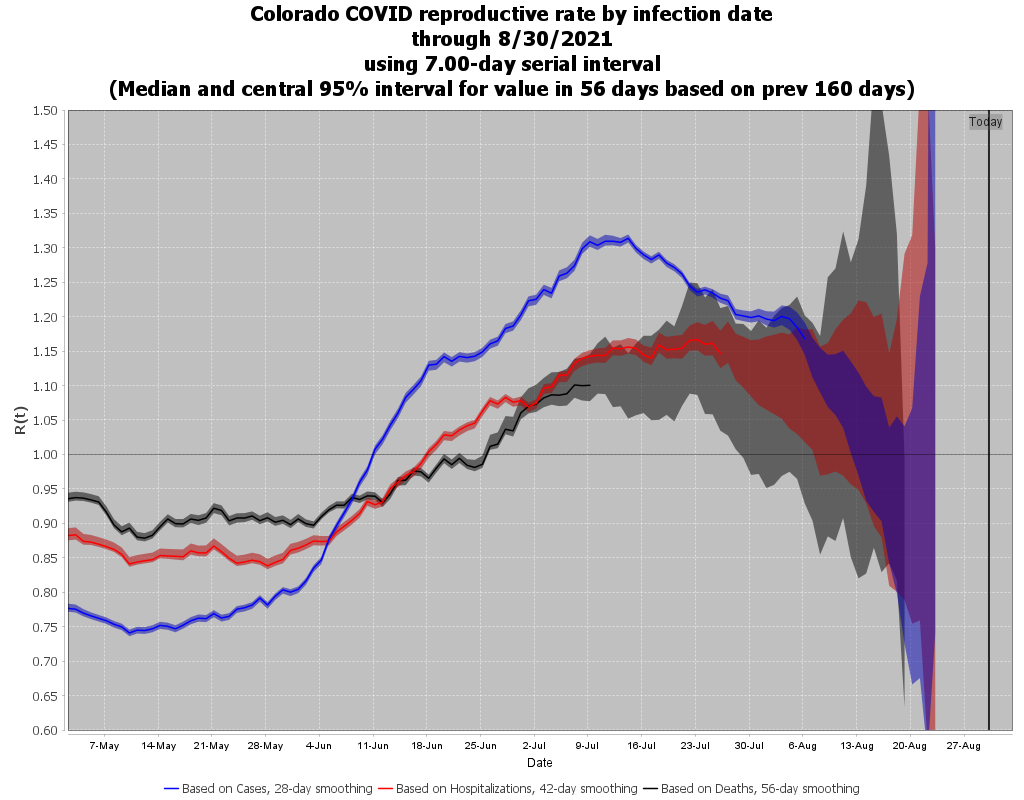 Colorado COVID reproductive rate by infection date
through 8/30/2021
using 7.00-day serial interval
(Median and central 95% interval for value in 56 days based on prev 160 days)
Today
1.50
1.45
1.40
1.35
1.30
1.25
1.20
1.15
1.10
1.05
1.00
0.95
0.90
0.85
0.80
0.75
0.70
0.65
0.60
R(t)
7-May 14-May 21-May 28-May 4-Jun 11-Jun 18-Jun 25-Jun 2-Jul 9-Jul 16-Jul 23-Jul 30-Jul 6-Aug 13-Aug 20-Aug 27-Aug
Date
Based on Cases, 28-day smoothing Based on Hospitalizations, 42-day smoothing Based on Deaths, 56-day smoothing